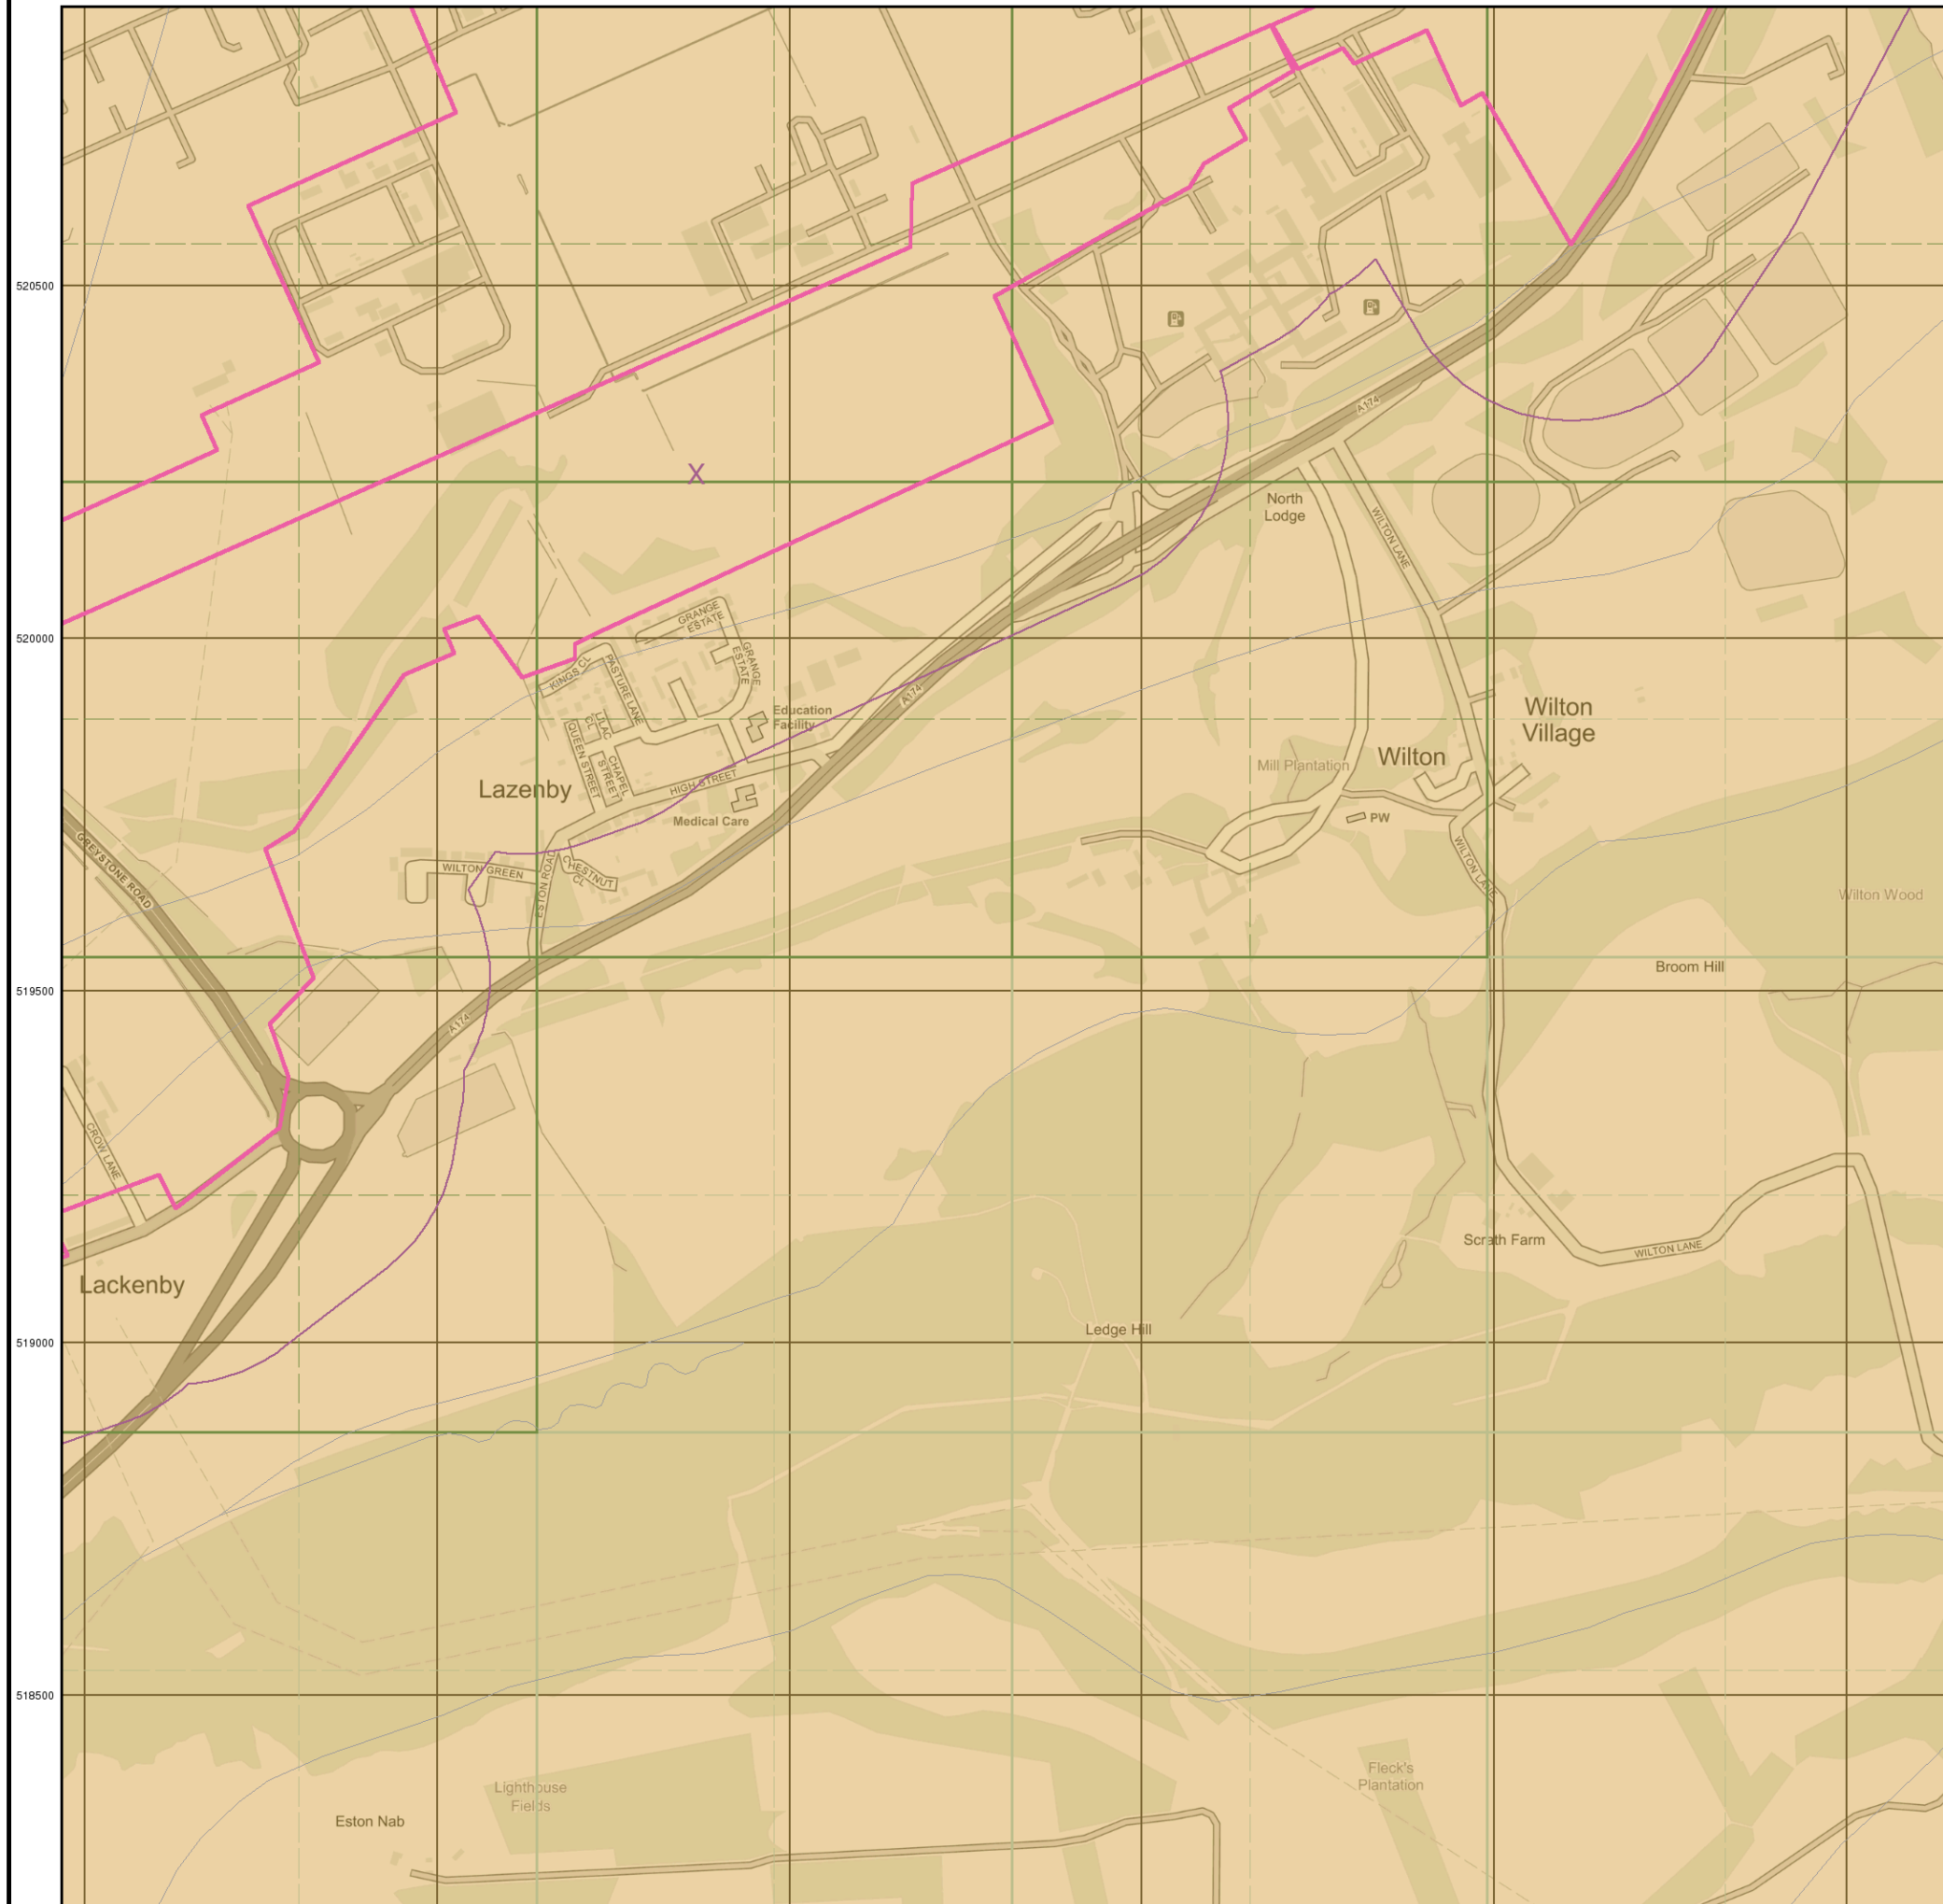 520500
A174
X
North
Lodge
WILTON LANE
520000
GRANGE
ESTATE
GRANGE
ESTATE
KINGS CL
PASTURE LANE
LILAC
CL
QUEEN STREET
CHAPEL
STREET
Education
Facility
A174
Wilton
Village
Wilton
Mill Plantation
Lazenby
HIGH STREET
Medical Care
PW
GREYSTONE ROAD
WILTON GREEN
ESTON ROAD
CHESTNUT
CL
WILTON LANE
Wilton Wood
Broom Hill
519500
A174
CROW LANE
Scrath Farm
WILTON LANE
Lackenby
Ledge Hill
519000
518500
Lighthouse
Fields
Fleck's
Plantation
Eston Nab